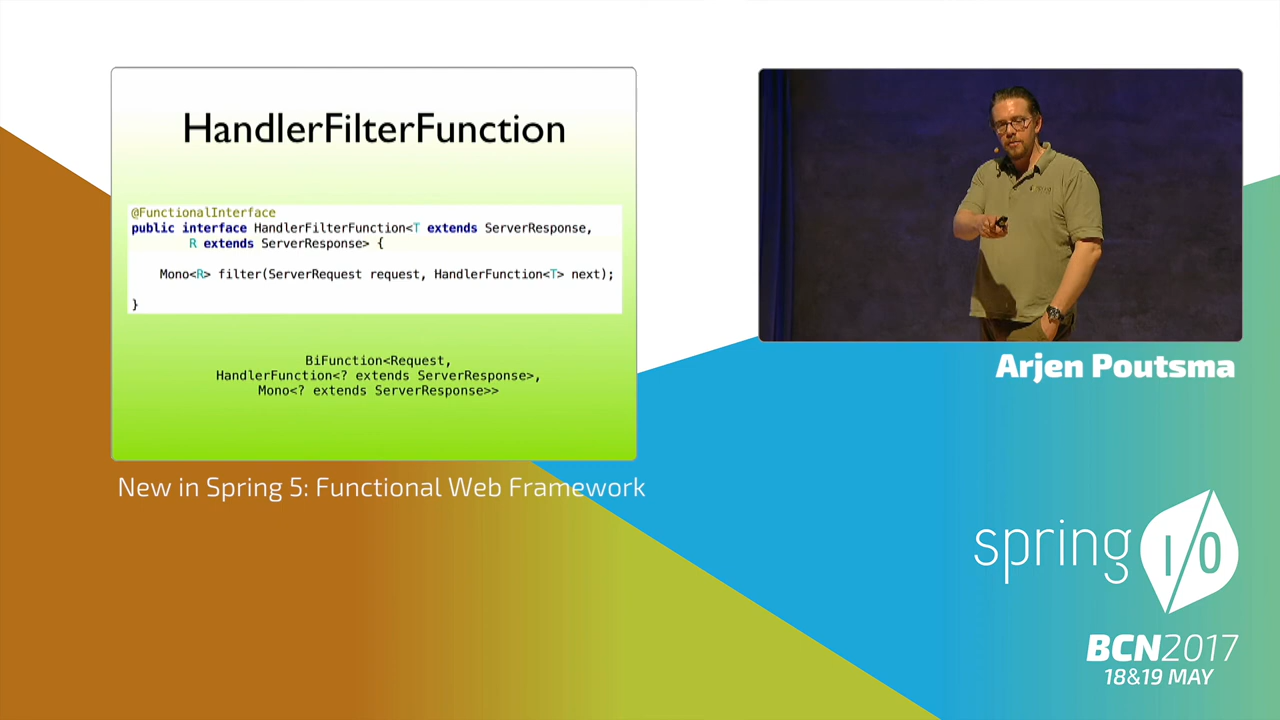 HandlerFilterFunction
@FunctionalInterface
public interface HandlerFilterFunction<T extends ServerResponse,
R extends ServerResponse> {
Mono<R> filter(ServerRequest request, HandlerFunction<T> next);
}
BiFunction<Request,
HandlerFunction<? extends ServerResponse>,
Mono<? extends ServerResponse>>
New in Spring 5: Functional Web Framework
Arjen Poutsma
spring I/O
BCN2017
18&19 MAY